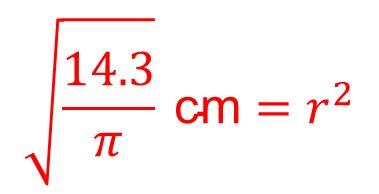 √(14.3/π) cm = r²